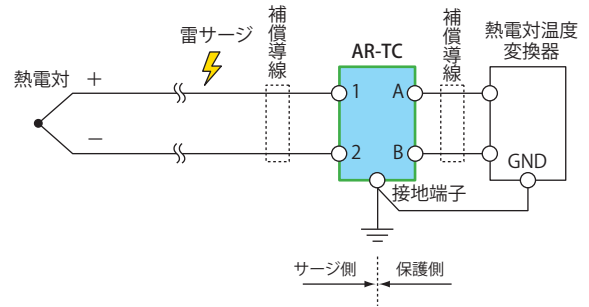 雷サージ
補償導線
AR-TC
補償導線
熱電対温度
変換器
熱電対
+
−
1
A
2
B
GND
接地端子
サージ側
保護側